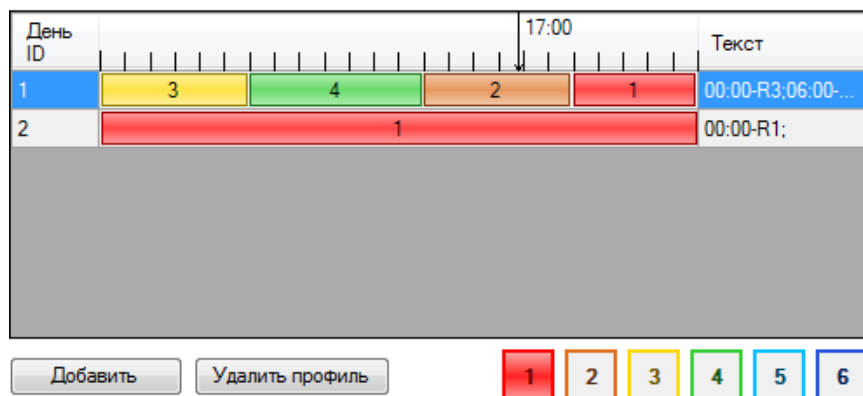 День
ID
17:00
Текст
1
3
4
2
1
00:00-R3;06:00-...
2
1
00:00-R1;
Добавить
Удалить профиль
1
2
3
4
5
6